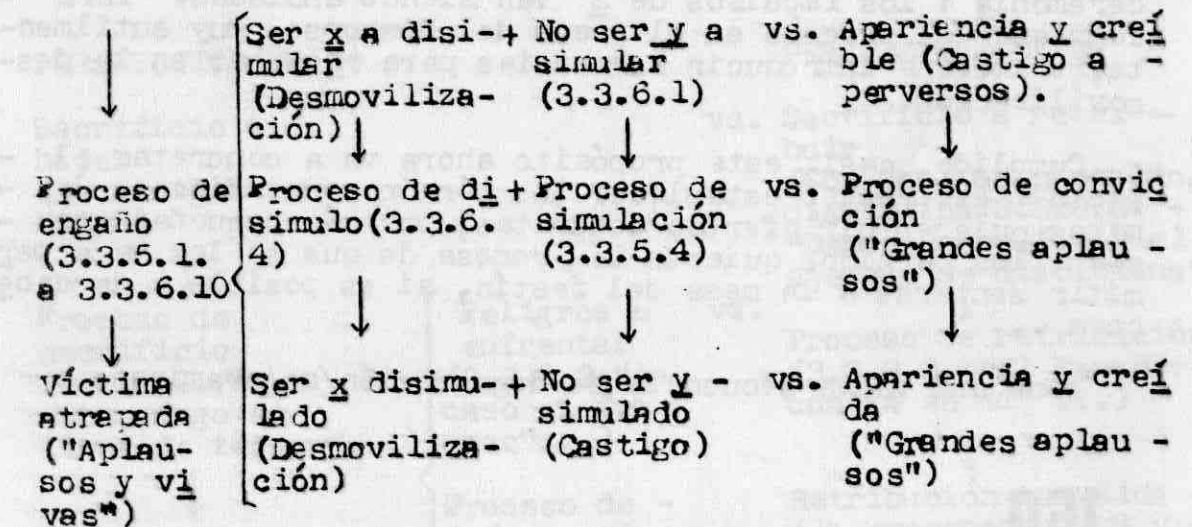 Ser x a disi-+ No ser y a vs. Apariencia y creí
mular simular ble (Castigo a -
(Desmoviliza- (3.3.6.1) perversos).
ción)
Proceso de Proceso de di + Proceso de vs. Proceso de convic
engaño simulo(3.3.6. simulación ción
(3.3.5.1. 4) (3.3.5.4) ("Grandes aplau -
a 3.3.6.10 sos")
Víctima Ser x disimu-+ No ser y - vs. Apariencia y creí
atrapada lado simulado da
("Aplau- (Desmoviliza- (Castigo) ("Grandes aplau -
sos y vi ción) sos")
vas")